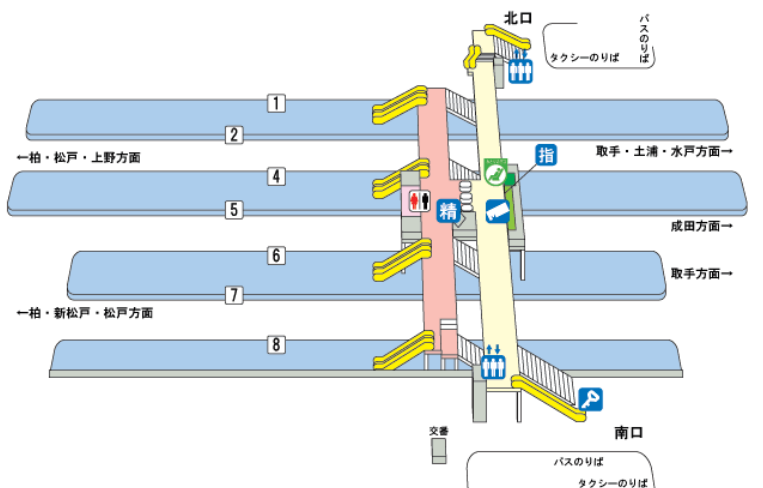 北口
バスのりば
タクシーのりば
1
2
←柏・松戸・上野方面
取手・土浦・水戸方面→
指
4
精
5
成田方面→
6
取手方面→
7
←柏・新松戸・松戸方面
8
南口
交番
バスのりば
タクシーのりば